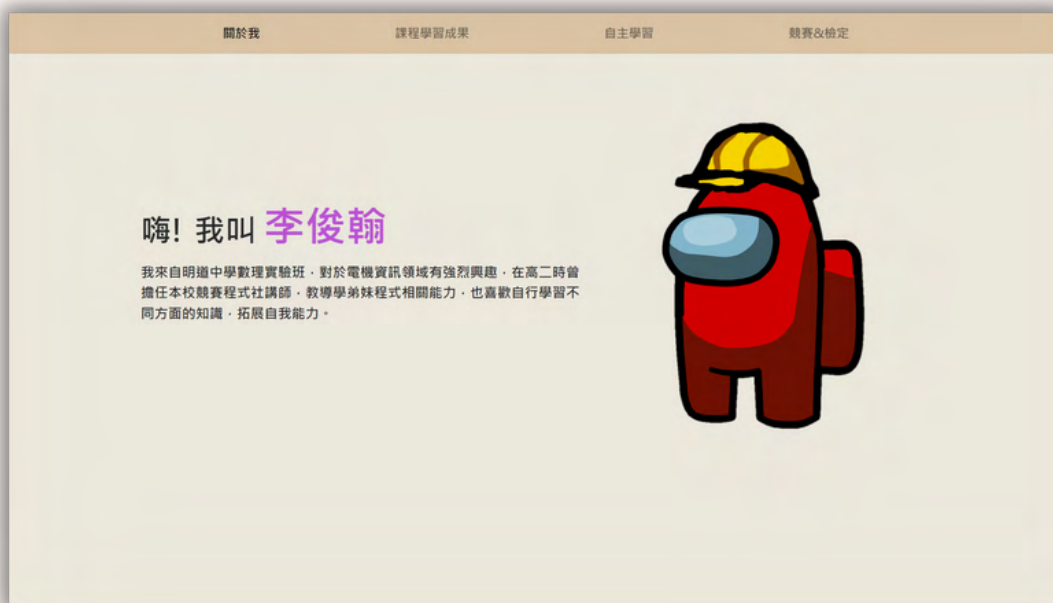 關於我 課程學習成果 自主學習 競賽&檢定
嗨! 我叫 李俊翰
我來自明道中學數理實驗班，對於電機資訊領域有強烈興趣，在高二時曾
擔任本校競賽程式社講師，教導學弟妹程式相關能力，也喜歡自行學習不
同方面的知識，拓展自我能力。